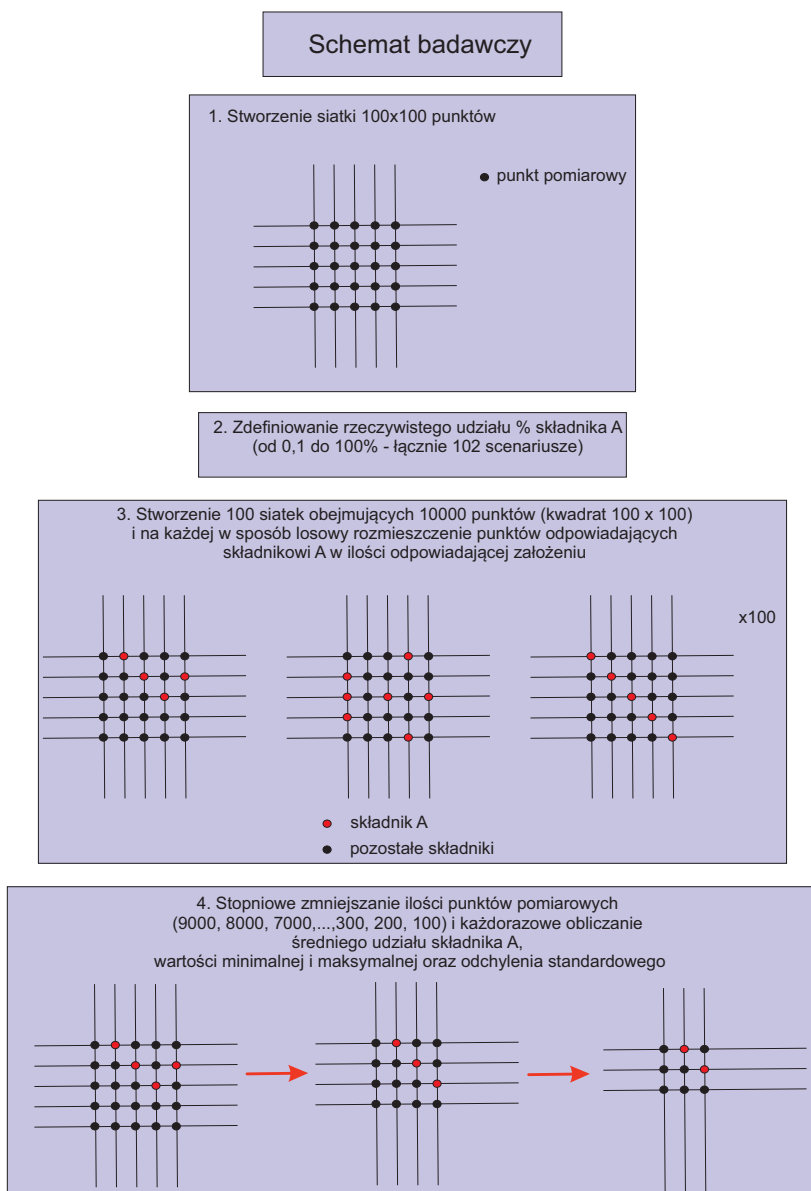 Schemat badawczy
1. Stworzenie siatki 100x100 punktów
punkt pomiarowy
2. Zdefiniowanie rzeczywistego udziału % składnika A
(od 0,1 do 100% - łącznie 102 scenariusze)
3. Stworzenie 100 siatek obejmujących 10000 punktów (kwadrat 100 x 100)
i na każdej w sposób losowy rozmieszczenie punktów odpowiadających
składnikowi A w ilości odpowiadającej założeniu
x100
składnik A
pozostałe składniki
4. Stopniowe zmniejszanie ilości punktów pomiarowych
(9000, 8000, 7000,...,300, 200, 100) i każdorazowe obliczanie
średniego udziału składnika A,
wartości minimalnej i maksymalnej oraz odchylenia standardowego